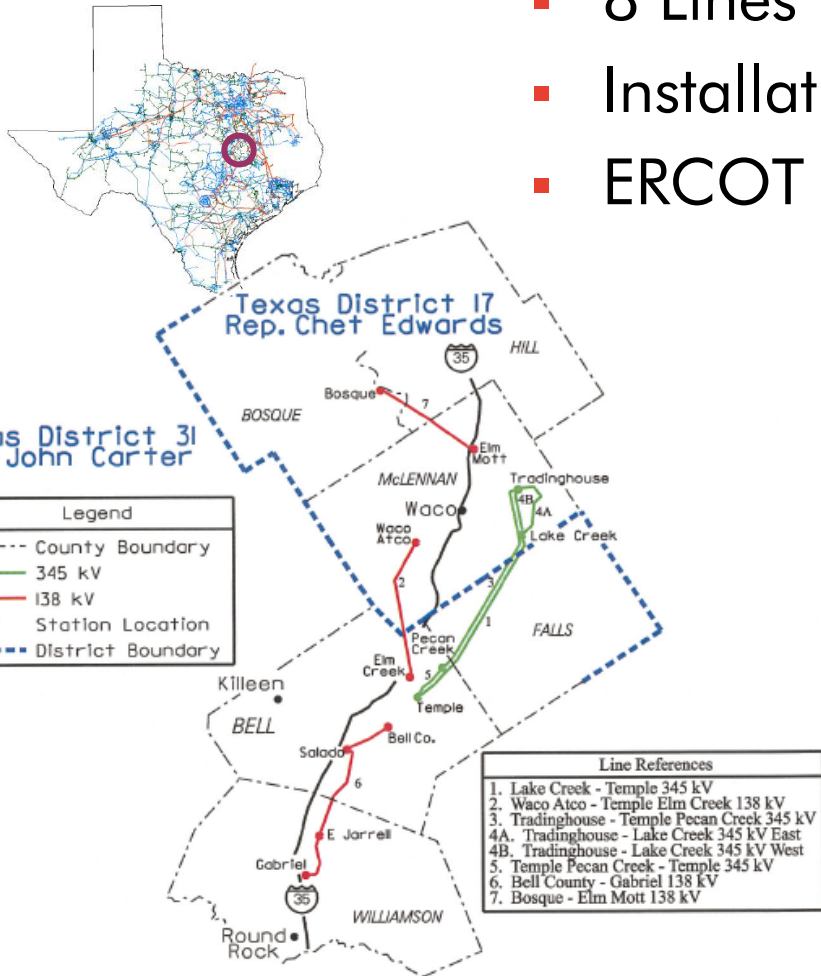 8 Lines
Installat
ERCOT
Texas District 17
Rep. Chet Edwards
35
HILL
Bosque
7
BOSQUE
Elm
Mott
as District 31
John Carter
McLENNAN
Tradinghouse
4B
4A
Waco
Waco
Atco
Lake Creek
Legend
County Boundary
345 kV
138 kV
Station Location
District Boundary
2
3
1
FALLS
Pecan
Creek
Elm
Creek
5
Temple
Killeen
BELL
Bell Co.
Salado
6
E Jarrell
Gabriel
35
WILLIAMSON
Round
Rock
Line References
1. Lake Creek - Temple 345 kV
2. Waco Atco - Temple Elm Creek 138 kV
3. Tradinghouse - Temple Pecan Creek 345 kV
4A. Tradinghouse - Lake Creek 345 kV East
4B. Tradinghouse - Lake Creek 345 kV West
5. Temple Pecan Creek - Temple 345 kV
6. Bell County - Gabriel 138 kV
7. Bosque - Elm Mott 138 kV